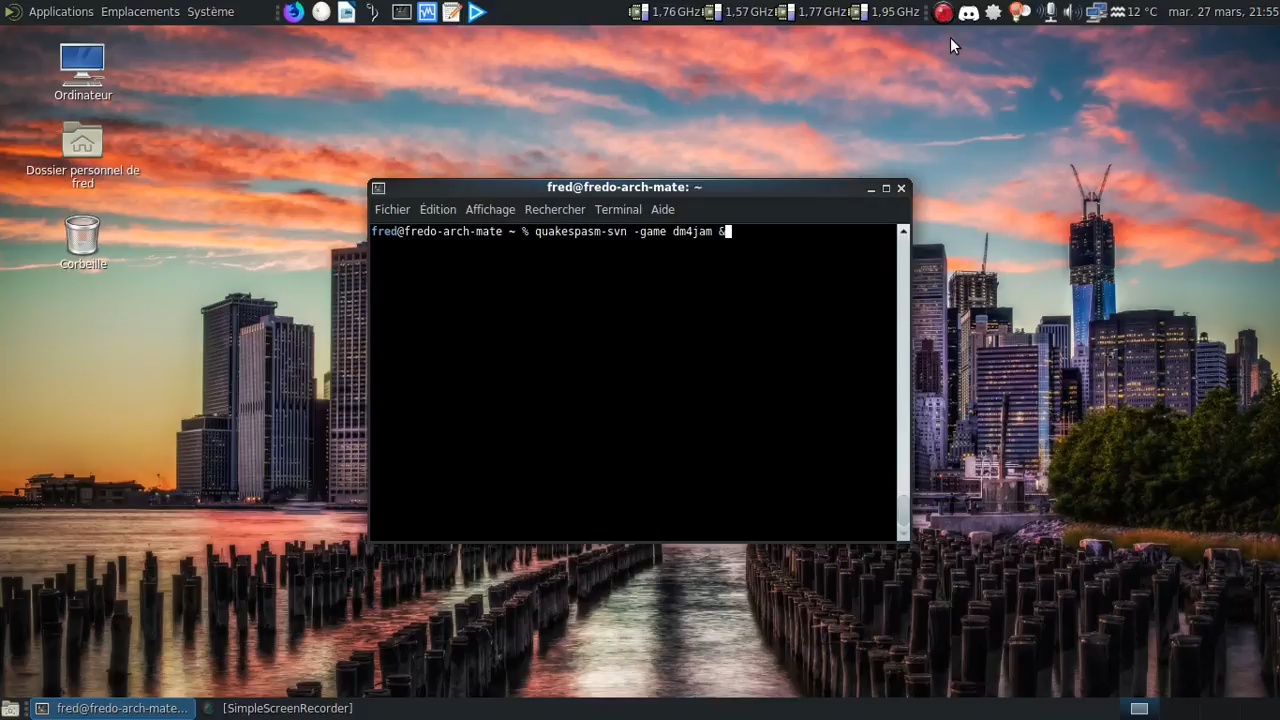 Applications Emplacements Système
1,76 GHz 1,57 GHz 1,77 GHz 1,95 GHz 12 °C mar. 27 mars, 21:55
Ordinateur
Dossier personnel de
fred
Corbeille
fred@fredo-arch-mate: ~
Fichier Édition Affichage Rechercher Terminal Aide
fred@fredo-arch-mate ~ % quakespasm-svn -game dm4jam &
fred@fredo-arch-mate... [SimpleScreenRecorder]